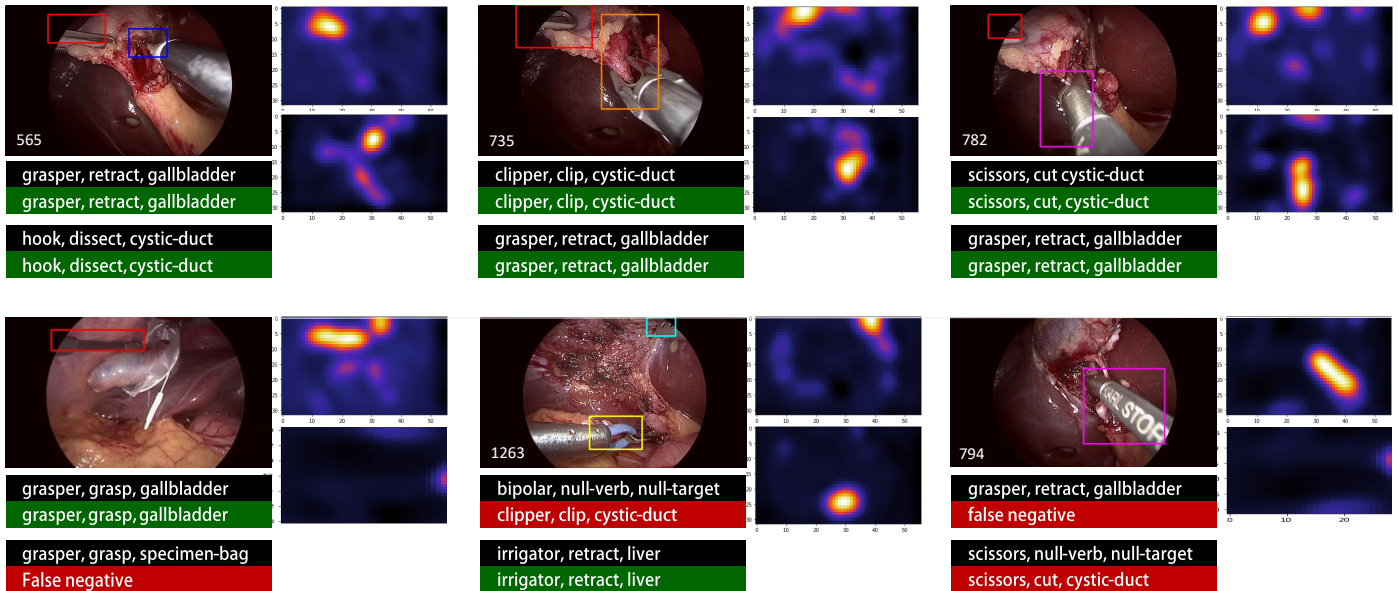 565
grasper, retract, gallbladder
grasper, retract, gallbladder
hook, dissect, cystic-duct
hook, dissect, cystic-duct
735
clipper, clip, cystic-duct
clipper, clip, cystic-duct
grasper, retract, gallbladder
grasper, retract, gallbladder
782
scissors, cut cystic-duct
scissors, cut, cystic-duct
grasper, retract, gallbladder
grasper, retract, gallbladder
grasper, grasp, gallbladder
grasper, grasp, gallbladder
grasper, grasp, specimen-bag
False negative
1263
bipolar, null-verb, null-target
clipper, clip, cystic-duct
irrigator, retract, liver
irrigator, retract, liver
794
grasper, retract, gallbladder
false negative
scissors, null-verb, null-target
scissors, cut, cystic-duct